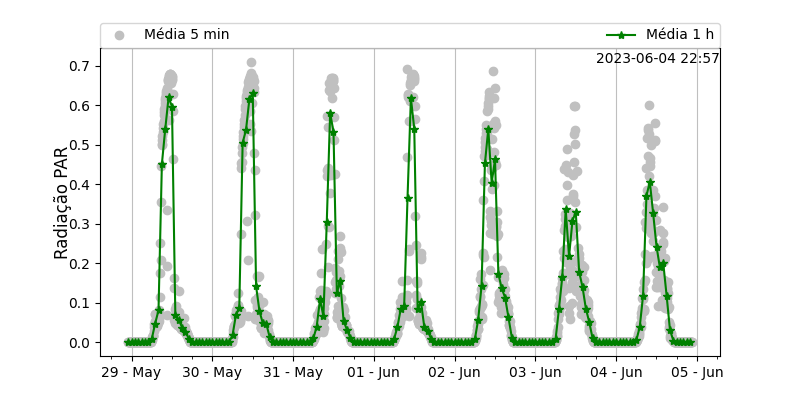 Média 5 min
Média 1 h
2023-06-04 22:57
Radiação PAR
0.7
0.6
0.5
0.4
0.3
0.2
0.1
0.0
29 - May
30 - May
31 - May
01 - Jun
02 - Jun
03 - Jun
04 - Jun
05 - Jun